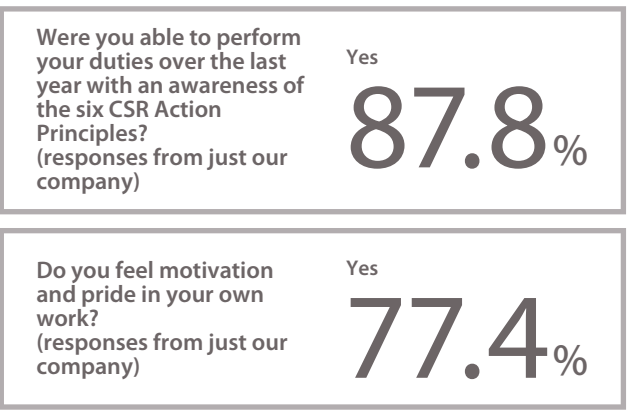 Were you able to perform
your duties over the last
year with an awareness of
the six CSR Action
Principles?
(responses from just our
company)
Yes
87.8%
Do you feel motivation
and pride in your own
work?
(responses from just our
company)
Yes
77.4%